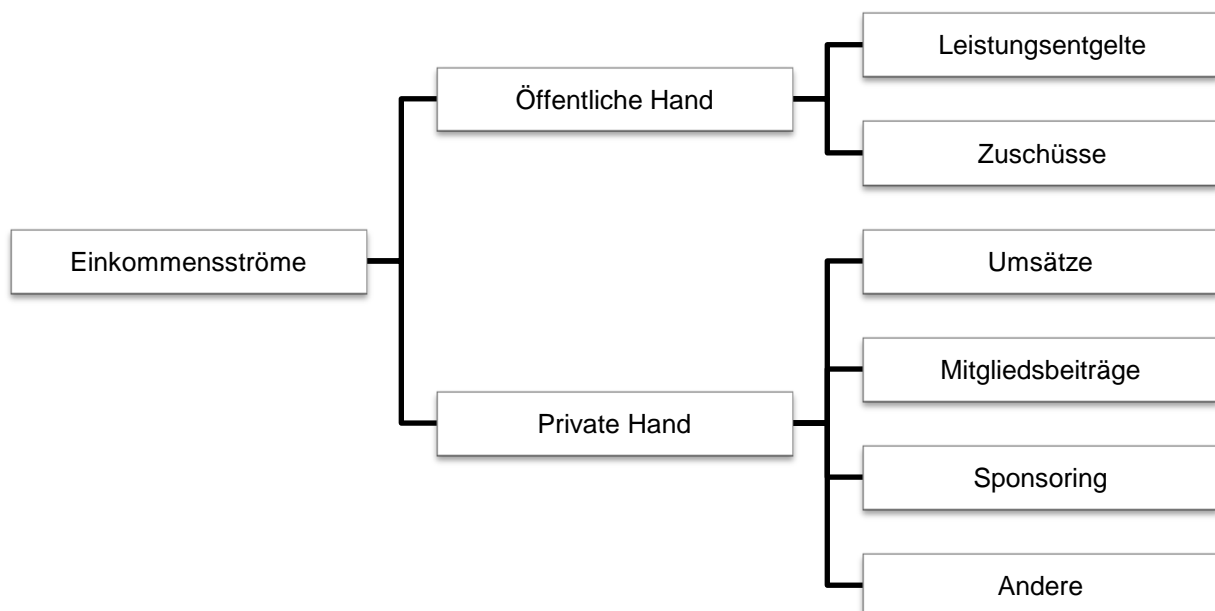 Einkommensströme
Öffentliche Hand
Leistungsentgelte
Zuschüsse
Private Hand
Umsätze
Mitgliedsbeiträge
Sponsoring
Andere